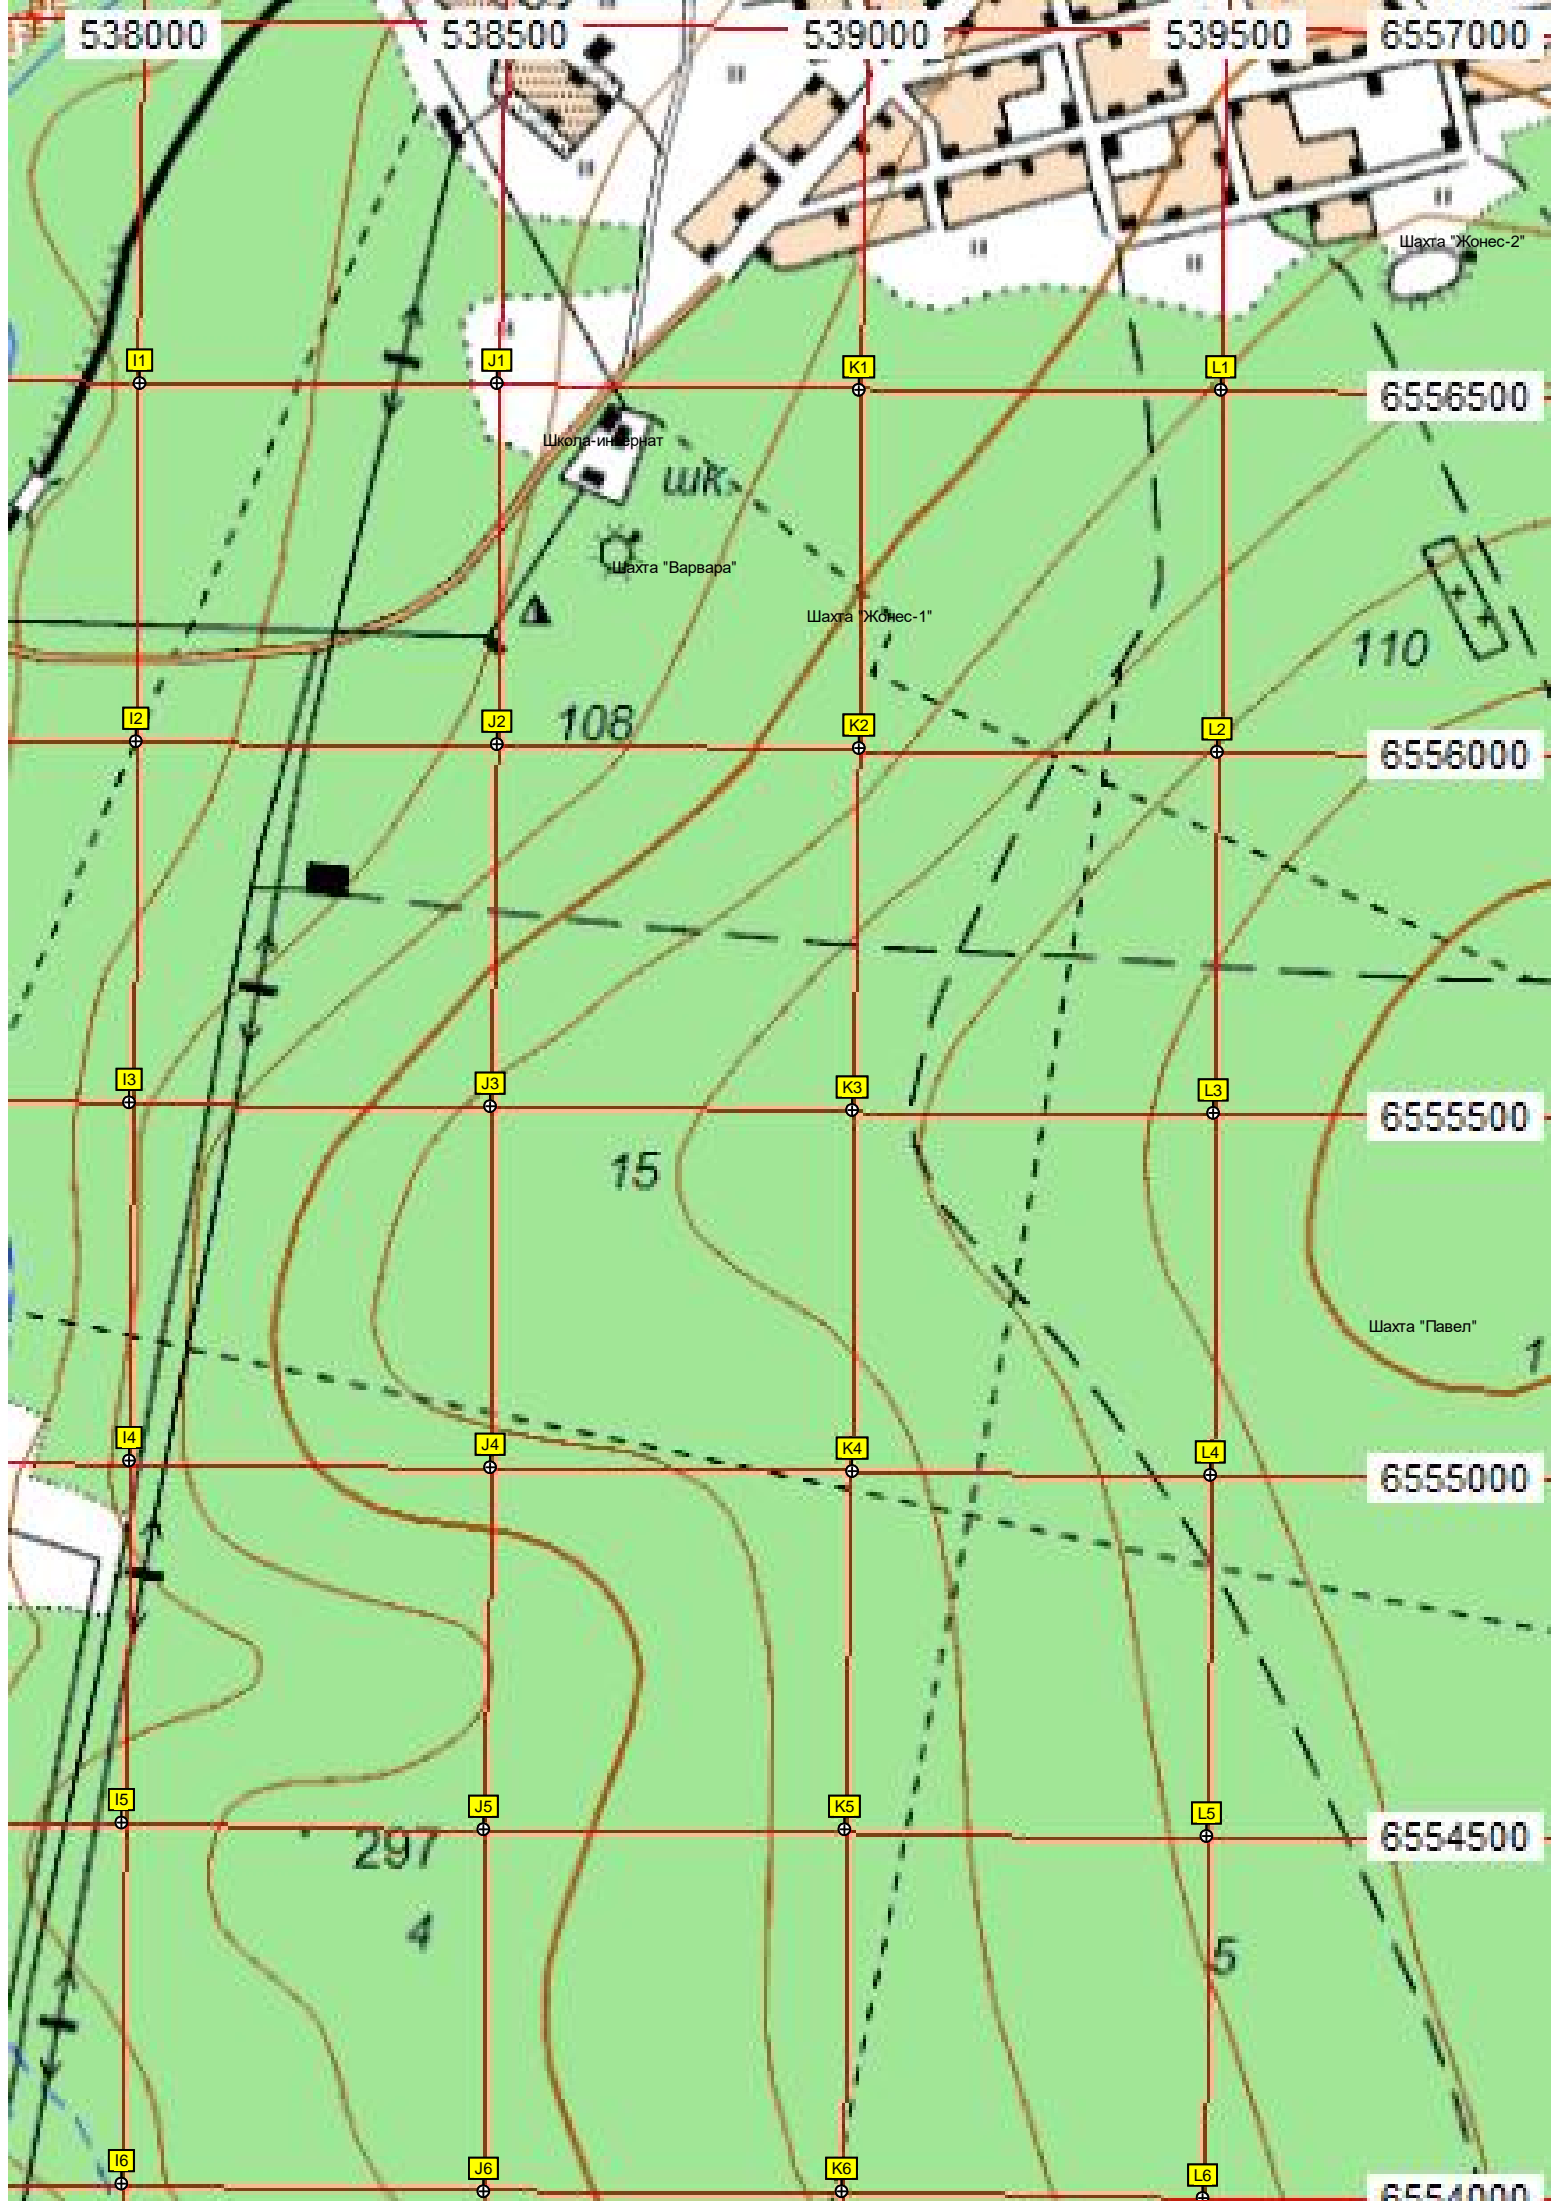 538000 538500 539000 539500 6557000
Шахта "Жонес-2"
I1 J1 K1 L1
6556500
Школа-интернат
шк.
Шахта "Варвара"
Шахта "Жонес-1"
110
108
I2 J2 K2 L2
6556000
I3 J3 K3 L3
6555500
15
Шахта "Павел"
1
I4 J4 K4 L4
6555000
I5 J5 K5 L5
6554500
297
4
5
I6 J6 K6 L6
6554000